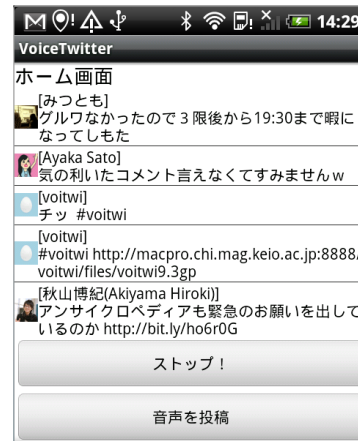 14:29
VoiceTwitter
ホーム画面
[みつとも]
グルワなかったので３限後から19:30まで暇に
なってしもた
[Ayaka Sato]
気の利いたコメント言えなくてすみませんｗ
[voitwi]
チッ #voitwi
[voitwi]
#voitwi http://macpro.chi.mag.keio.ac.jp:8888/
voitwi/files/voitwi9.3gp
[秋山博紀(Akiyama Hiroki)]
アンサイクロペディアも緊急のお願いを出して
いるのか http://bit.ly/ho6r0G
ストップ！
音声を投稿